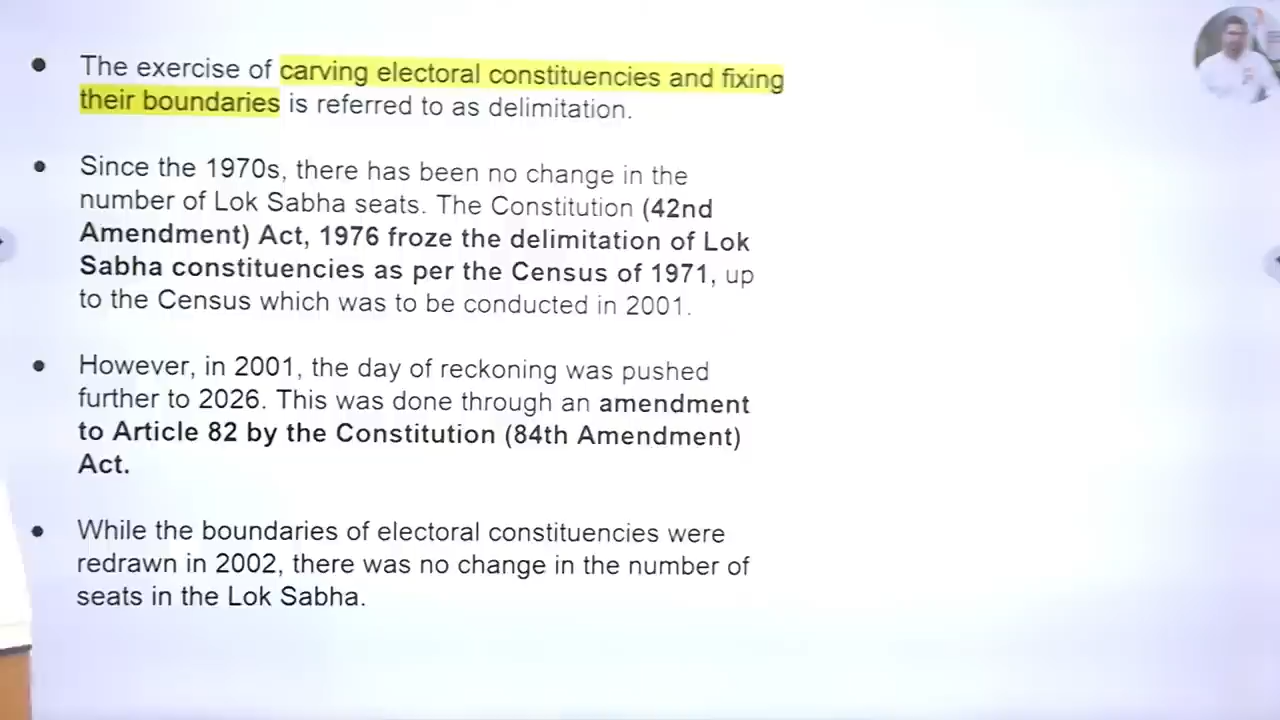 The exercise of carving electoral constituencies and fixing
their boundaries is referred to as delimitation.
Since the 1970s, there has been no change in the
number of Lok Sabha seats. The Constitution (42nd
Amendment) Act, 1976 froze the delimitation of Lok
Sabha constituencies as per the Census of 1971, up
to the Census which was to be conducted in 2001.
However, in 2001, the day of reckoning was pushed
further to 2026. This was done through an amendment
to Article 82 by the Constitution (84th Amendment)
Act.
While the boundaries of electoral constituencies were
redrawn in 2002, there was no change in the number of
seats in the Lok Sabha.